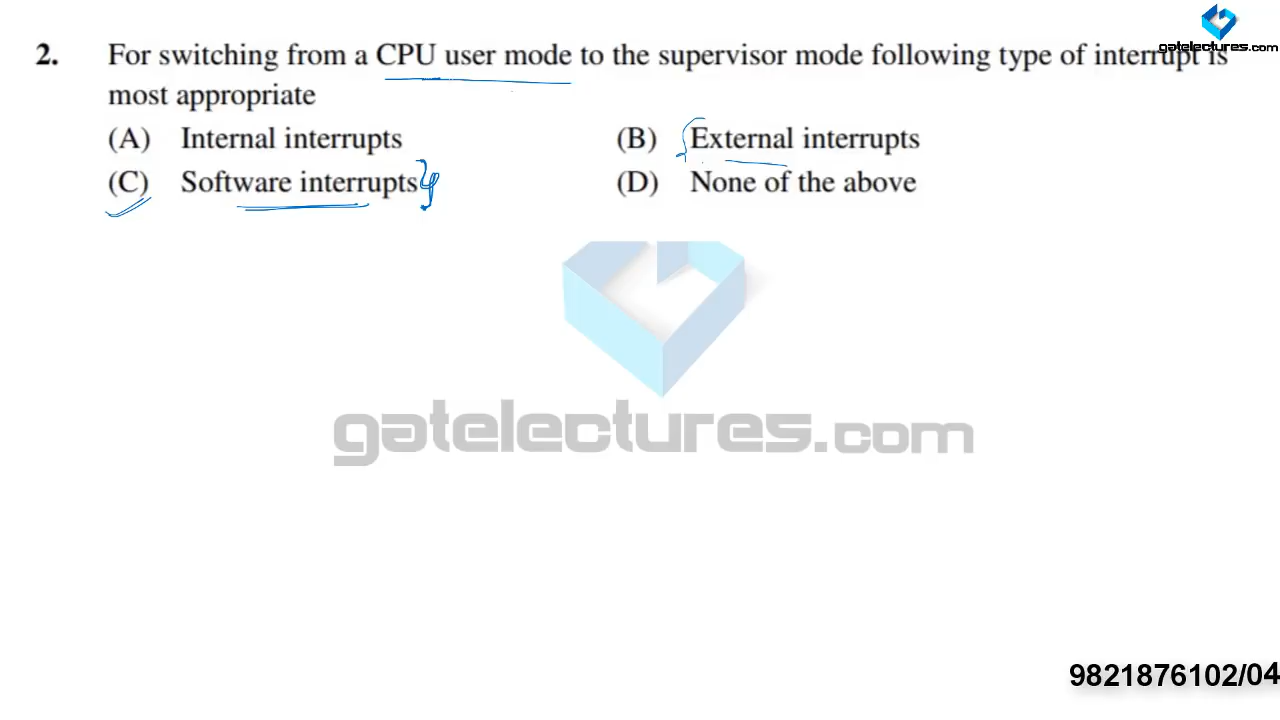 gatelectures.com
2. For switching from a CPU user mode to the supervisor mode following type of interrupt is
most appropriate
(A) Internal interrupts (B) External interrupts
(C) Software interrupts (D) None of the above
gatelectures.com
9821876102/04